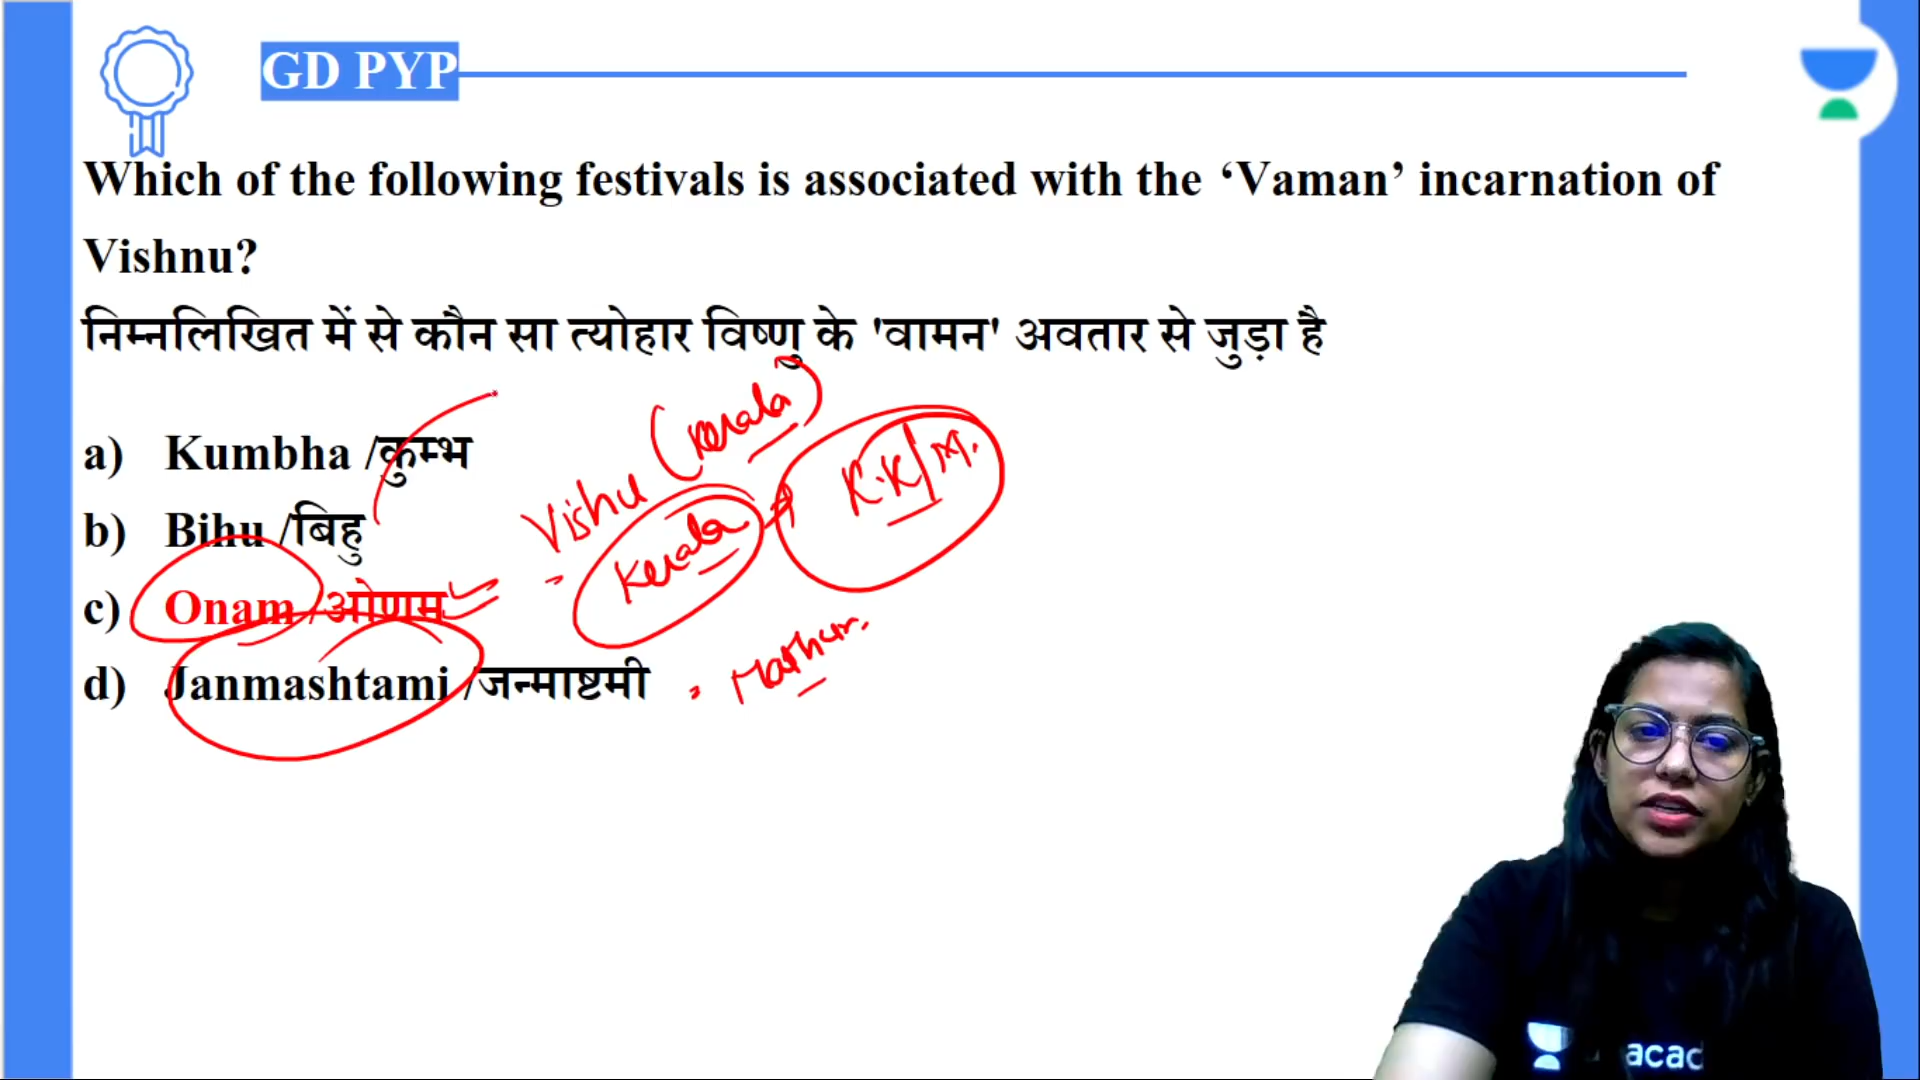 GD PYP
Which of the following festivals is associated with the ‘Vaman’ incarnation of
Vishnu?
निम्नलिखित में से कौन सा त्योहार विष्णु के 'वामन' अवतार से जुड़ा है
a) Kumbha /कुम्भ
b) Bihu /बिहु
Vishu (Kerala)
Kerala
K.K/M.
c) Onam /ओणम
d) Janmashtami /जन्माष्टमी
Mathur.
acad